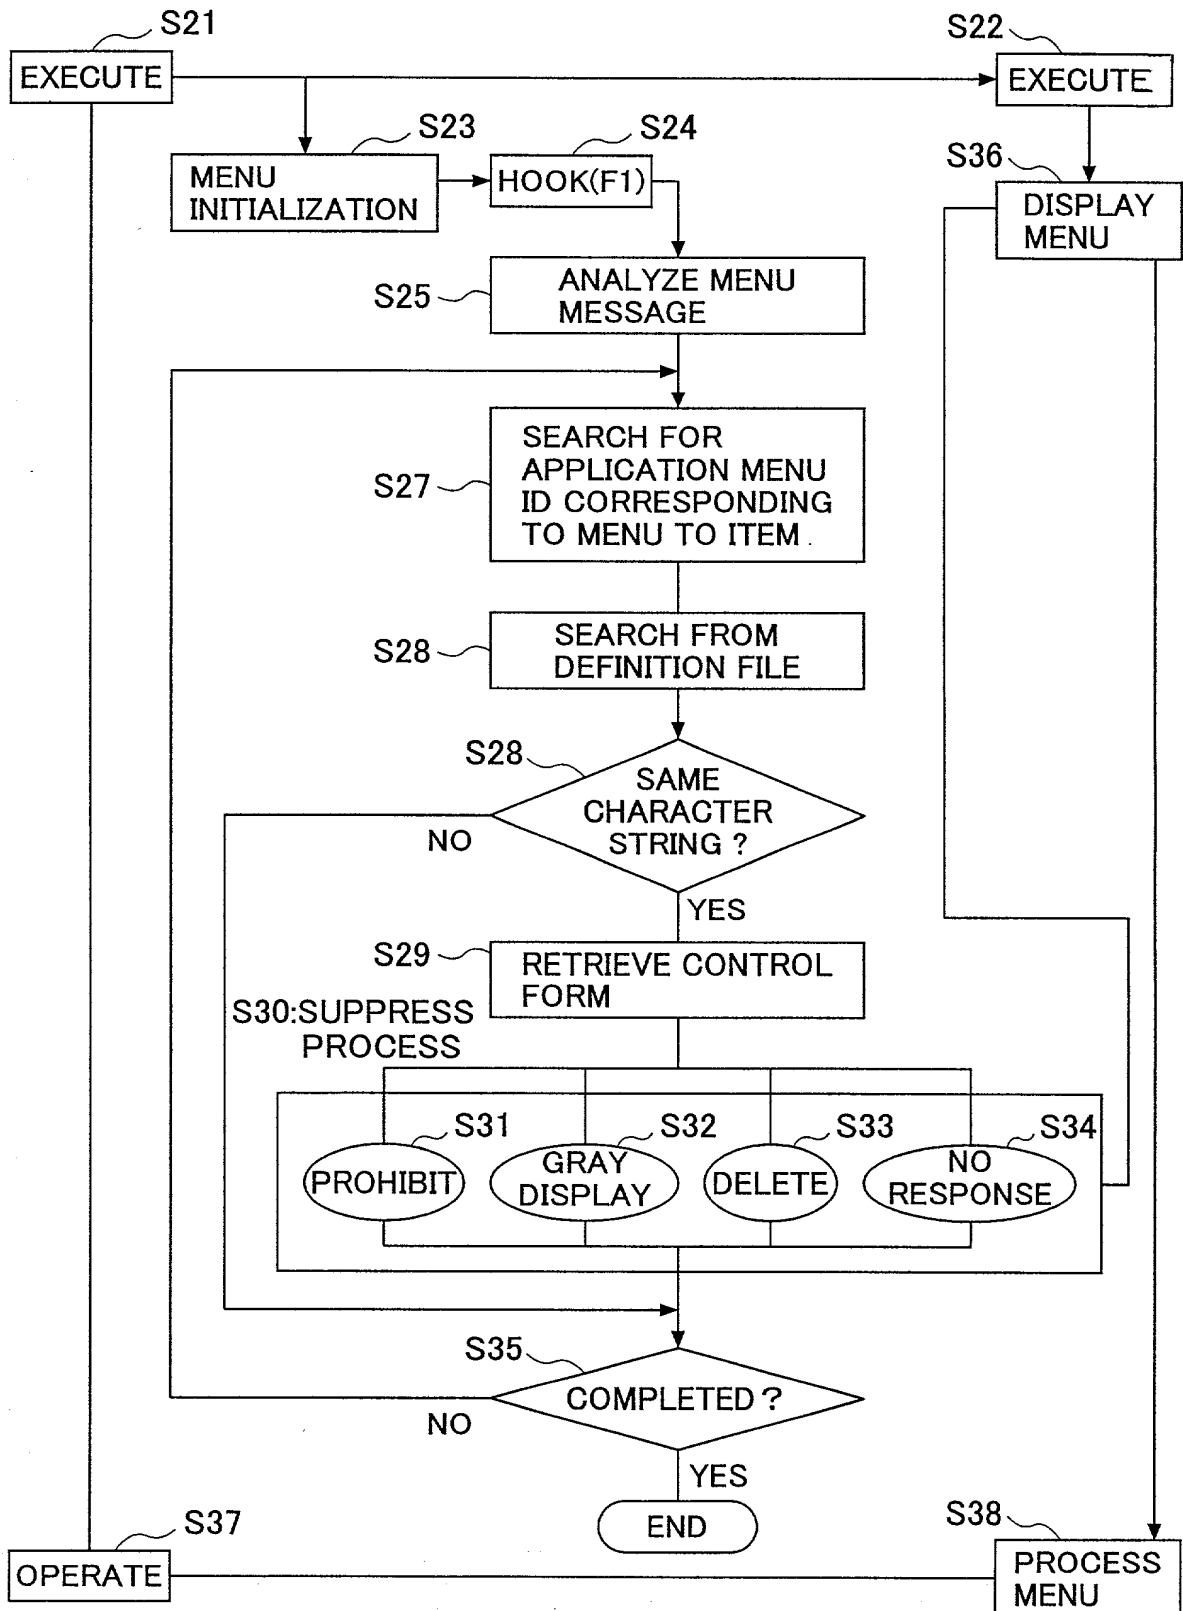 S21
EXECUTE
S22
EXECUTE
S23
MENU
INITIALIZATION
S24
HOOK(F1)
S36
DISPLAY
MENU
S25
ANALYZE MENU
MESSAGE
S27
SEARCH FOR
APPLICATION MENU
ID CORRESPONDING
TO MENU TO ITEM.
S28
SEARCH FROM
DEFINITION FILE
S28
SAME
CHARACTER
STRING ?
NO
YES
S29
RETRIEVE CONTROL
FORM
S30:SUPPRESS
PROCESS
S31
PROHIBIT
S32
GRAY
DISPLAY
S33
DELETE
S34
NO
RESPONSE
S35
COMPLETED ?
NO
YES
END
S37
OPERATE
S38
PROCESS
MENU